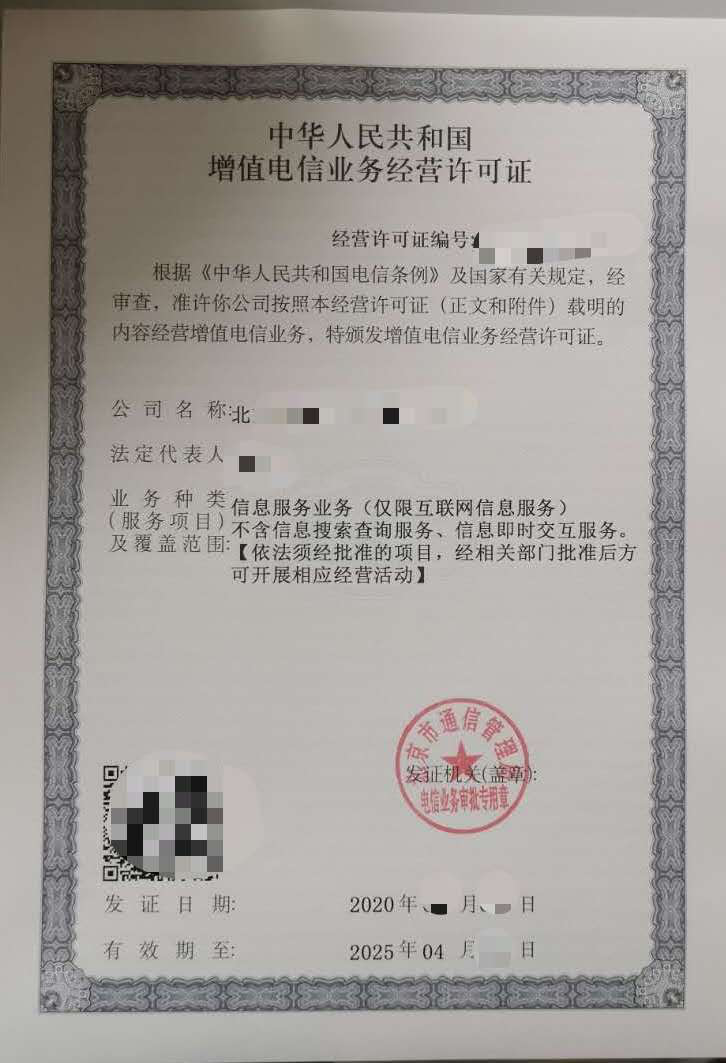 中华人民共和国
增值电信业务经营许可证
经营许可证编号:
根据《中华人民共和国电信条例》及国家有关规定，经
审查，准许你公司按照本经营许可证（正文和附件）载明的
内容经营增值电信业务，特颁发增值电信业务经营许可证。
公司名称:北
法定代表人
业务种类
(服务项目)
及覆盖范围:
信息服务业务（仅限互联网信息服务）
不含信息搜索查询服务、信息即时交互服务。
【依法须经批准的项目，经相关部门批准后方
可开展相应经营活动】
北京市通信管理局
发证机关(盖章):
电信业务审批专用章
发证日期: 2020年 月 日
有效期至: 2025年04月 日